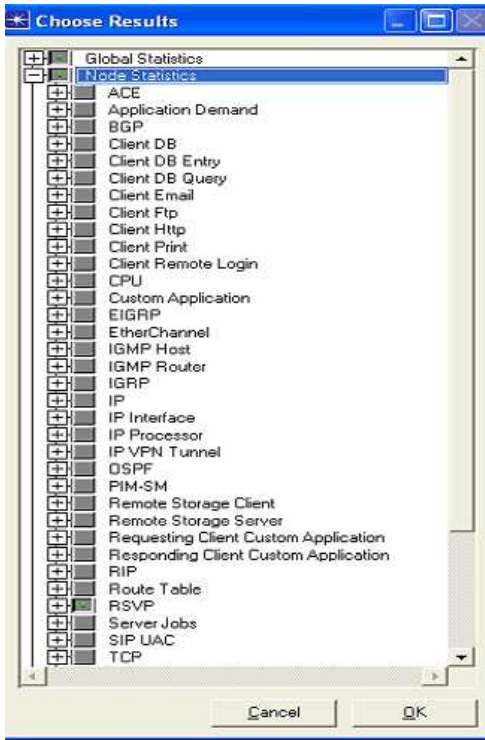 Choose Results
Global Statistics
Node Statistics
ACE
Application Demand
BGP
Client DB
Client DB Entry
Client DB Query
Client Email
Client Ftp
Client Http
Client Print
Client Remote Login
CPU
Custom Application
EIGRP
EtherChannel
IGMP Host
IGMP Router
IGRP
IP
IP Interface
IP Processor
IP VPN Tunnel
OSPF
PIM-SM
Remote Storage Client
Remote Storage Server
Requesting Client Custom Application
Responding Client Custom Application
RIP
Route Table
RSVP
Server Jobs
SIP UAC
TCP
Cancel OK